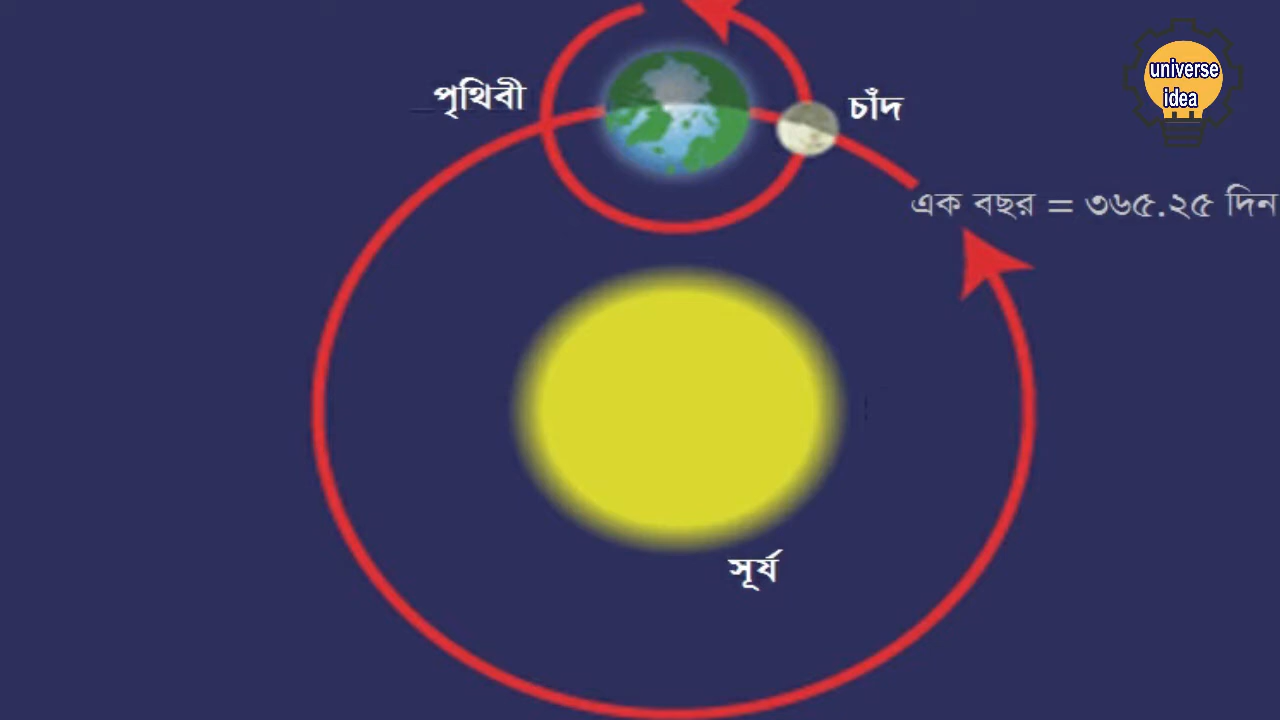 universe
idea
পৃথিবী
চাঁদ
এক বছর = ৩৬৫.২৫ দিন
সূর্য